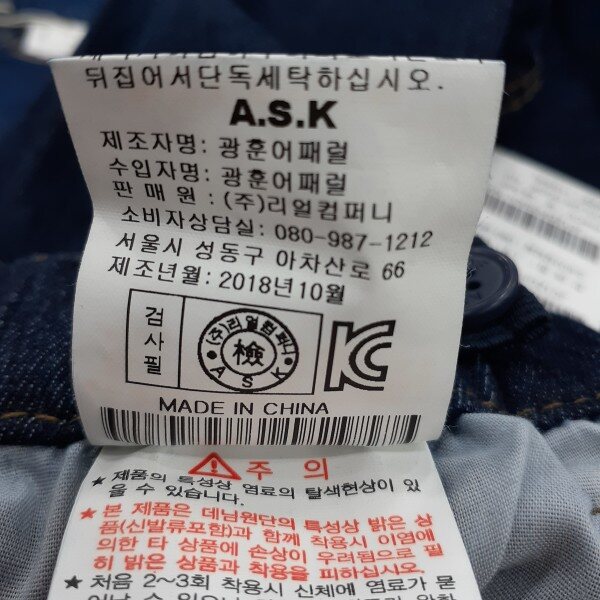 뒤집어서단독세탁하십시오.
A.S.K
제조자명: 광훈어패럴
수입자명: 광훈어패럴
판 매 원 : (주)리얼컴퍼니
소비자상담실: 080-987-1212
서울시 성동구 아차산로 66
제조년월: 2018년10월
검사필
(주)리얼컴퍼니
檢
A S K
MADE IN CHINA
주 의
★ 제품의 특성상 염료의 탈색현상이 있
을 수 있습니다.
★ 본 제품은 데님원단의 특성상 밝은 상
품(신발류포함)과 함께 착용시 이염에
의한 타 상품에 손상이 우려됨으로 필
히 밝은 상품과 착용을 피하십시오.
★ 처음 2~3회 착용시 신체에 염료가 묻